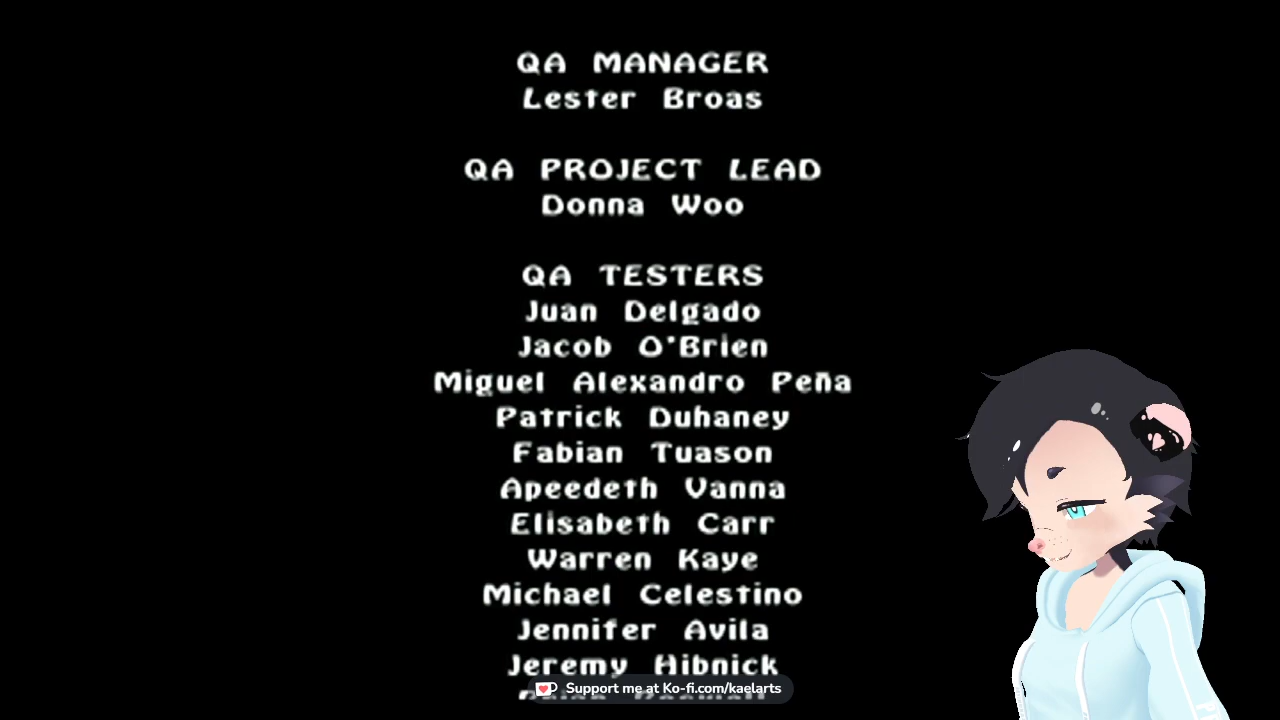 QA MANAGER
Lester Broas
QA PROJECT LEAD
Donna Woo
QA TESTERS
Juan Delgado
Jacob O'Brien
Miguel Alexandro Peña
Patrick Duhaney
Fabian Tuason
Apeedeth Vanna
Elisabeth Carr
Warren Kaye
Michael Celestino
Jennifer Avila
Jeremy Hibnick
Support me at Ko-fi.com/kaelarts